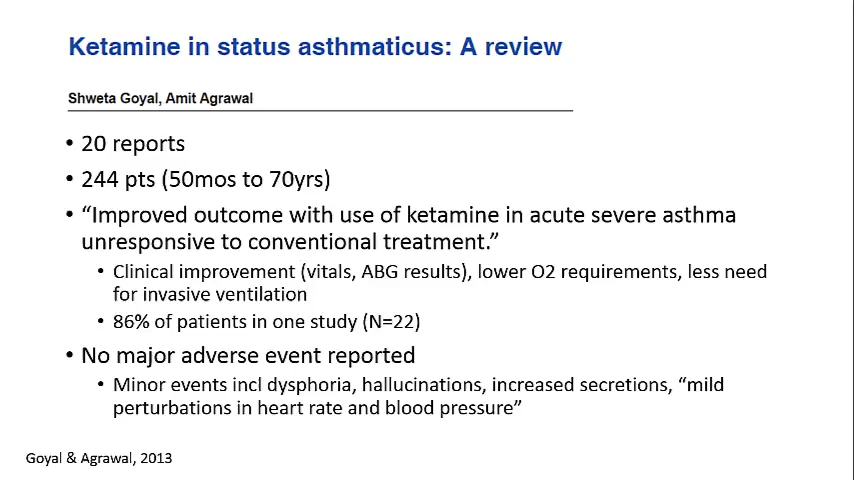 Ketamine in status asthmaticus: A review
Shweta Goyal, Amit Agrawal
• 20 reports
• 244 pts (50mos to 70yrs)
• “Improved outcome with use of ketamine in acute severe asthma
unresponsive to conventional treatment.”
• Clinical improvement (vitals, ABG results), lower O2 requirements, less need
for invasive ventilation
• 86% of patients in one study (N=22)
• No major adverse event reported
• Minor events incl dysphoria, hallucinations, increased secretions, “mild
perturbations in heart rate and blood pressure”
Goyal & Agrawal, 2013